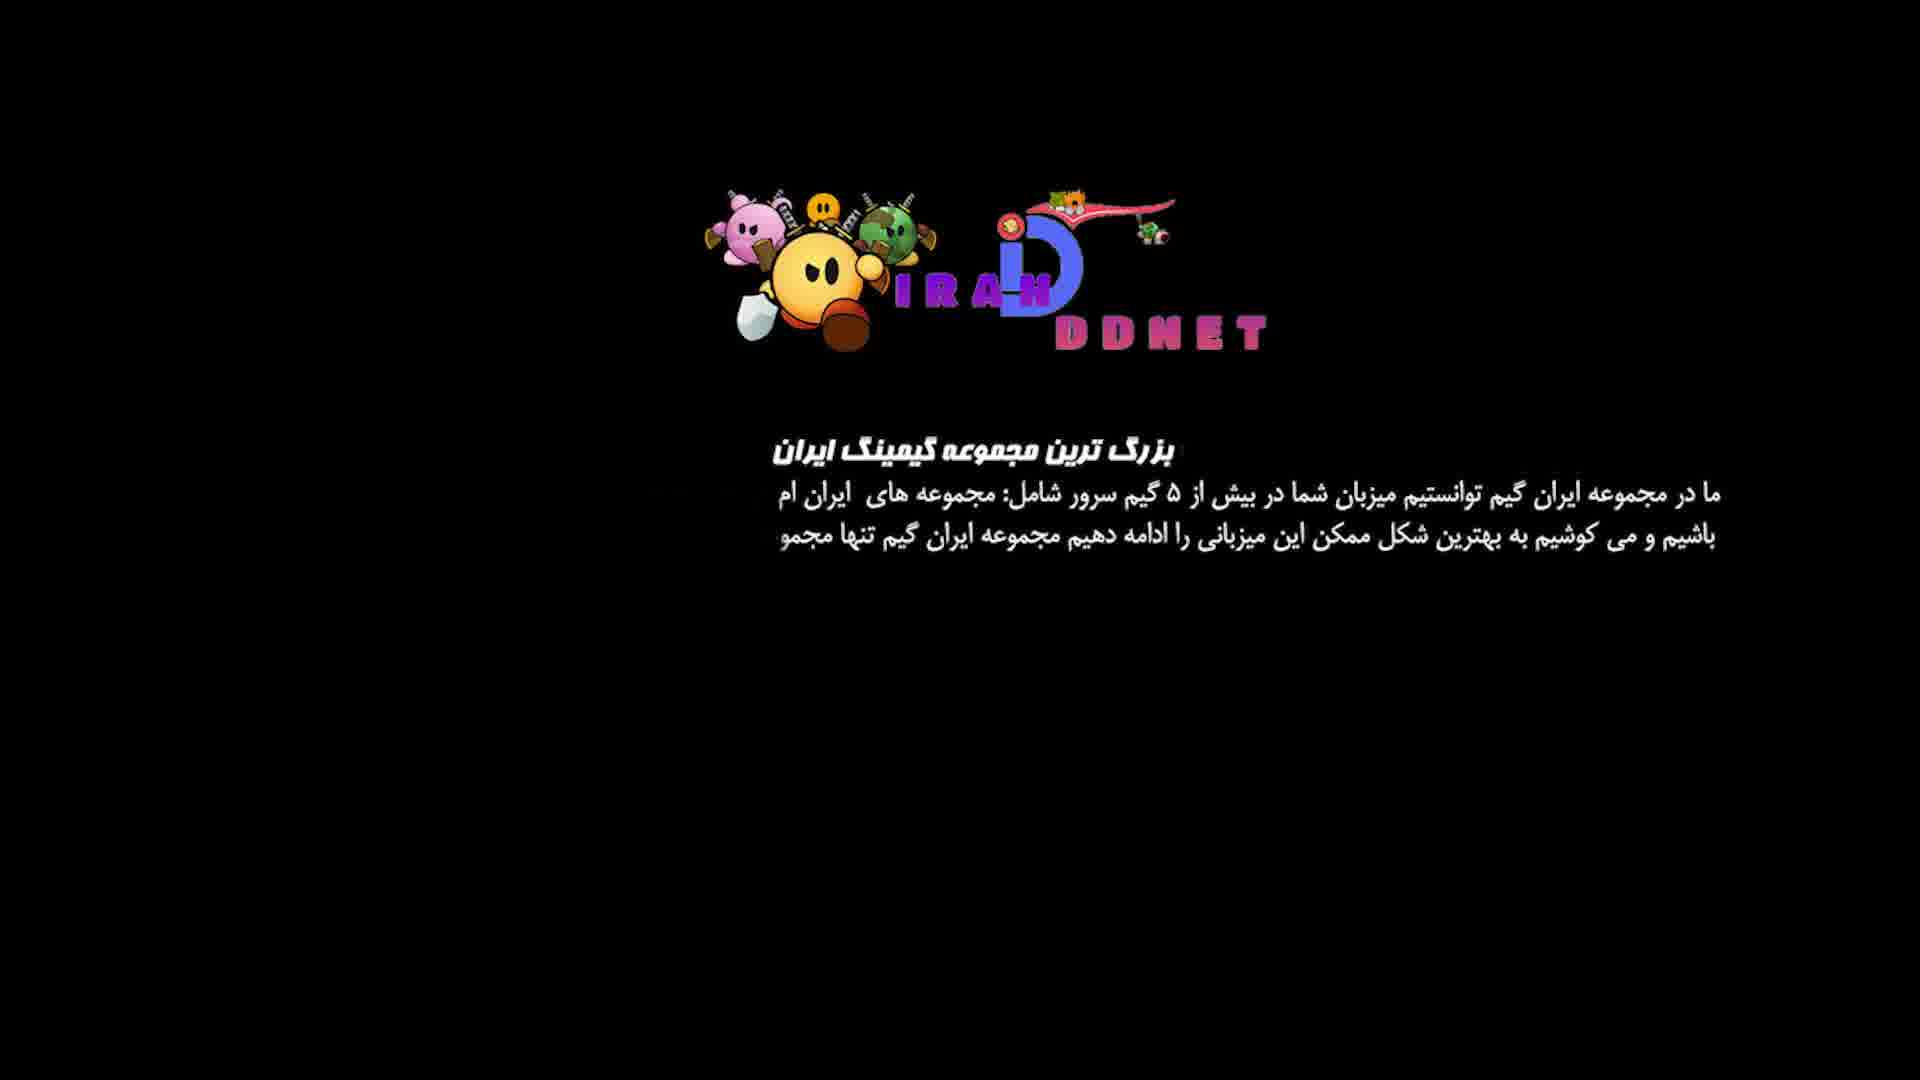 IRAN
DDNET
بزرگ ترین مجموعه گیمینگ ایران
ما در مجموعه ایران گیم توانستیم میزبان شما در بیش از ۵ گیم سرور شامل: مجموعه های ایران ام
باشیم و می کوشیم به بهترین شکل ممکن این میزبانی را ادامه دهیم مجموعه ایران گیم تنها مجمو